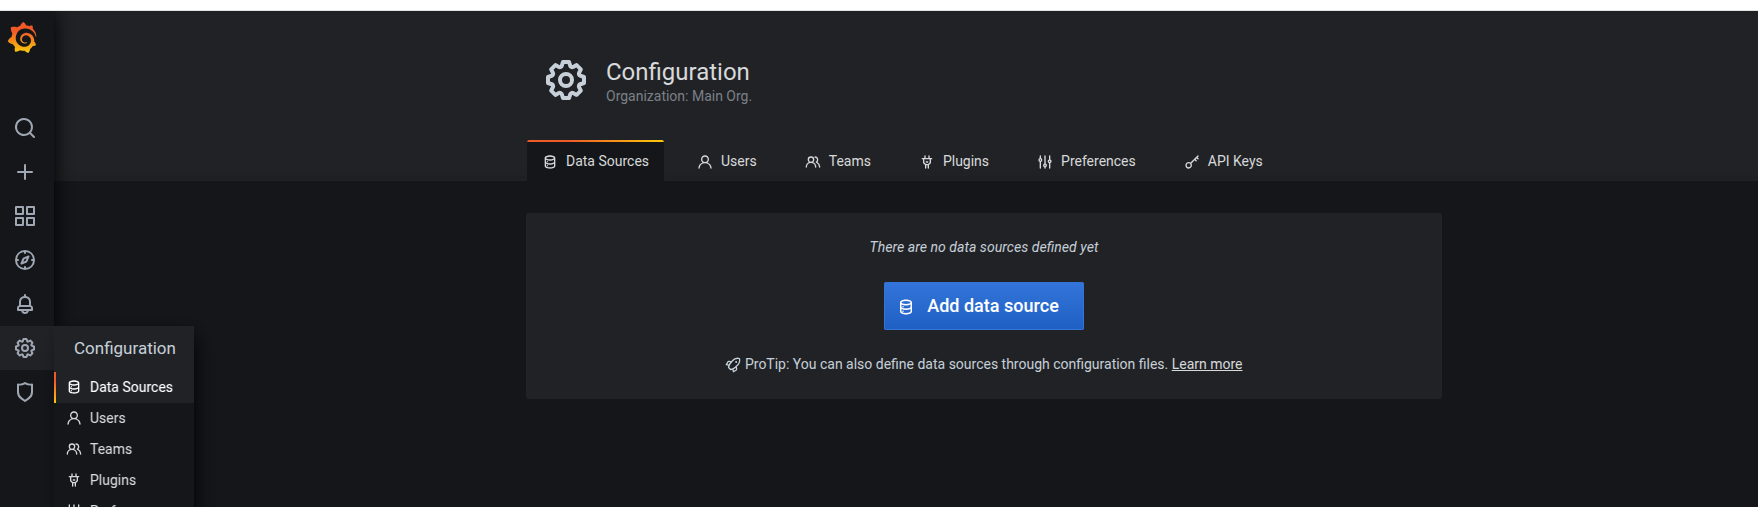 Configuration
Organization: Main Org.
Data Sources Users Teams Plugins Preferences API Keys
There are no data sources defined yet
Add data source
ProTip: You can also define data sources through configuration files. Learn more
Configuration
Data Sources
Users
Teams
Plugins